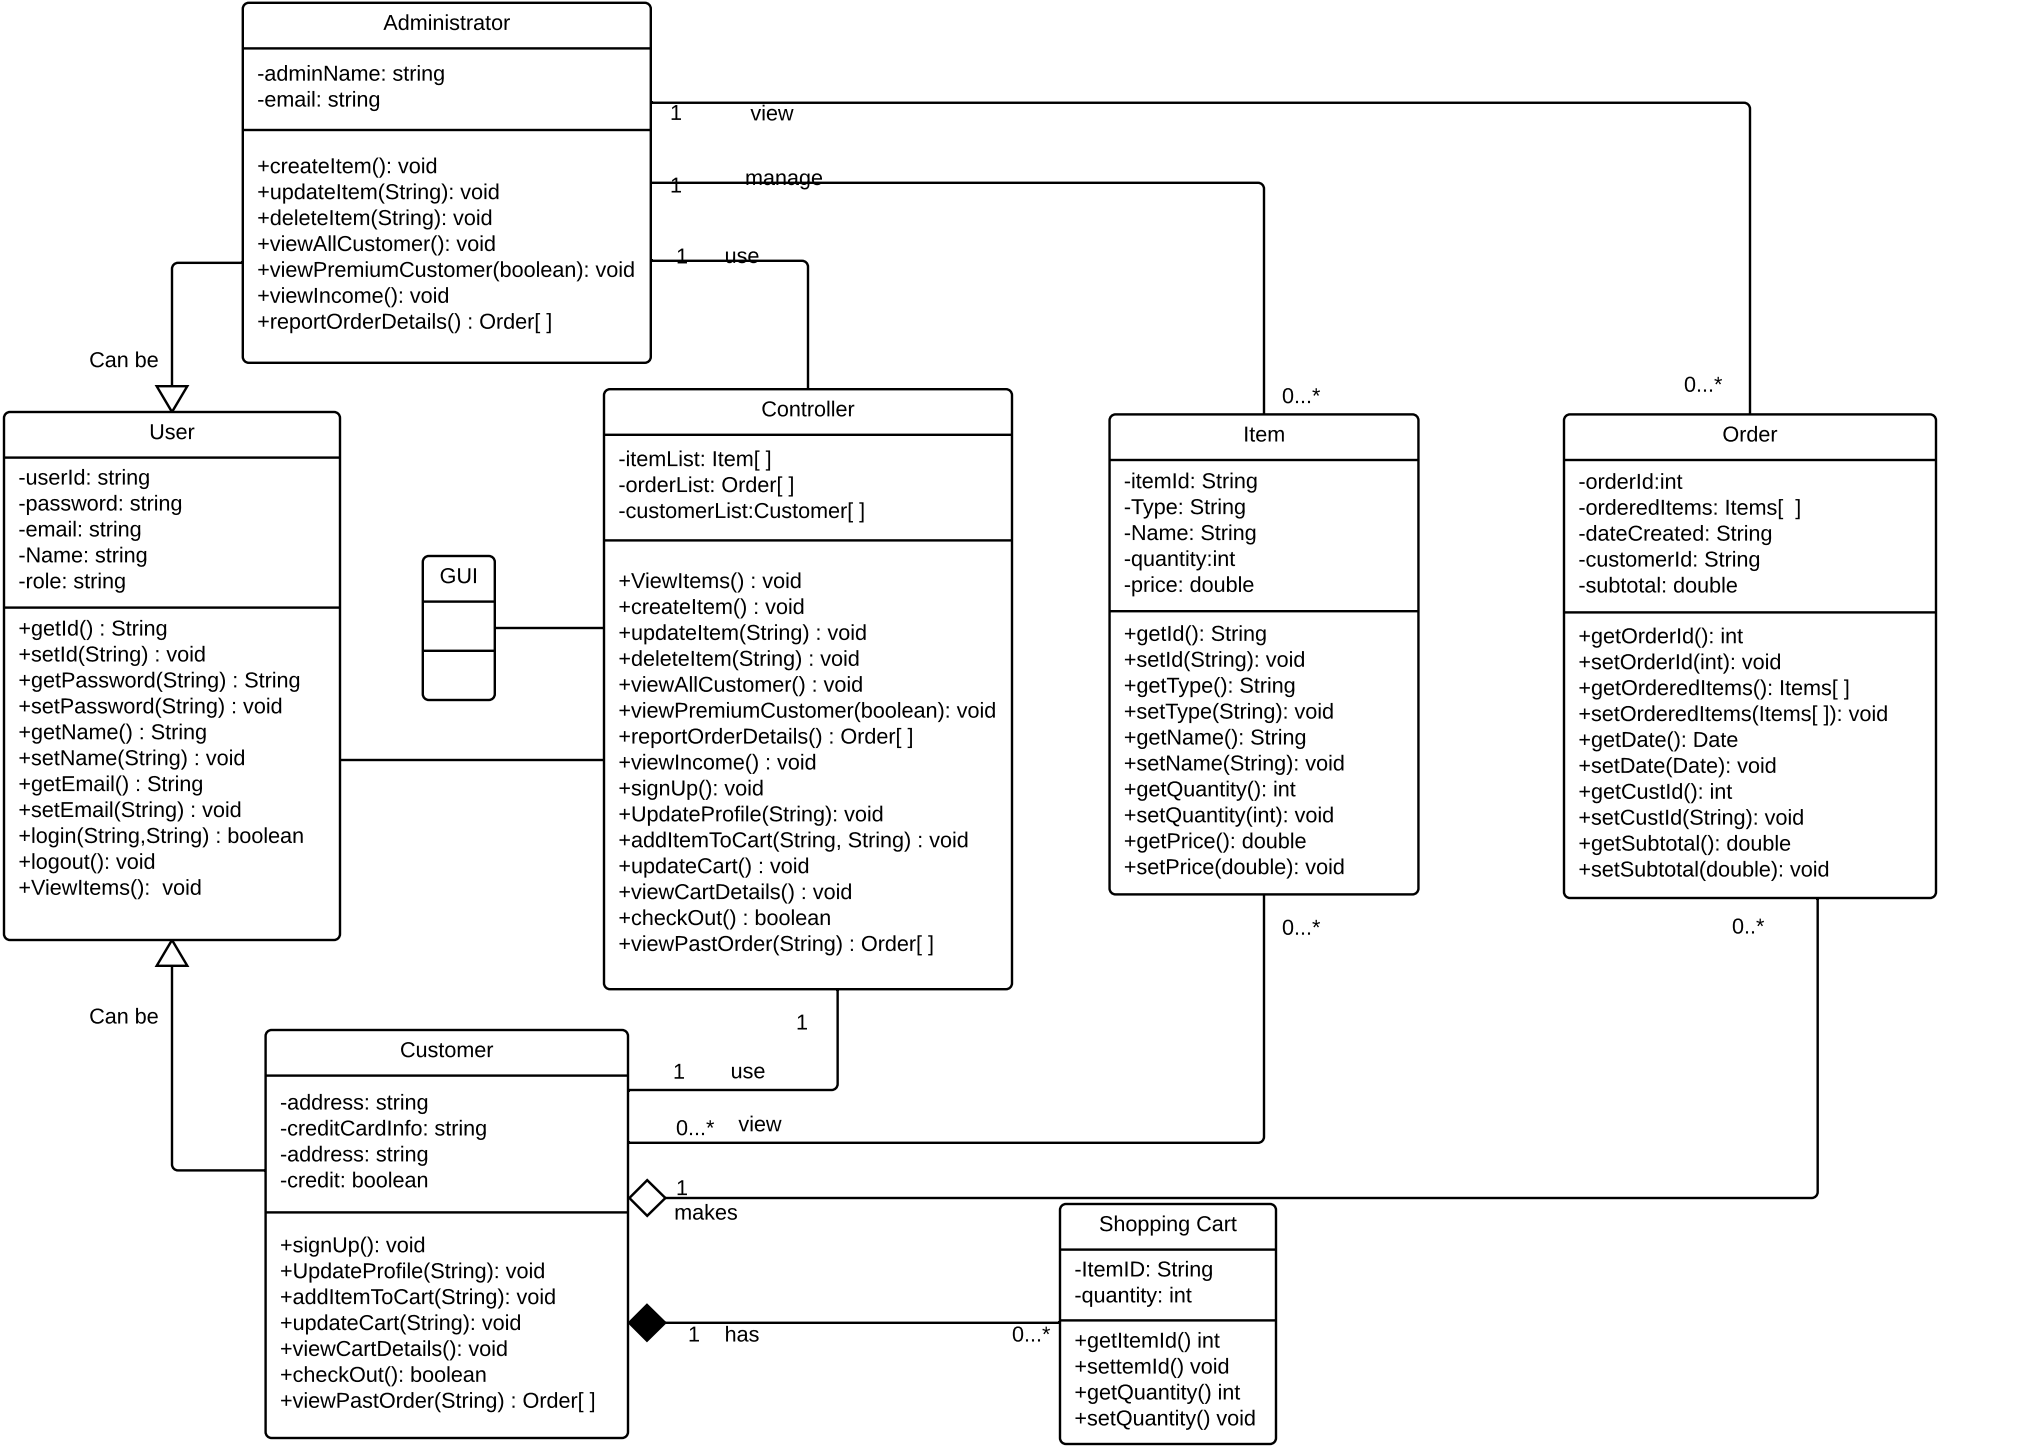 Administrator
-adminName: string
-email: string
+createItem(): void
+updateItem(String): void
+deleteItem(String): void
+viewAllCustomer(): void
+viewPremiumCustomer(boolean): void
+viewIncome(): void
+reportOrderDetails() : Order[ ]
1 view
1 manage
1 use
Can be
0...*
0...*
User
-userId: string
-password: string
-email: string
-Name: string
-role: string
+getId() : String
+setId(String) : void
+getPassword(String) : String
+setPassword(String) : void
+getName() : String
+setName(String) : void
+getEmail() : String
+setEmail(String) : void
+login(String,String) : boolean
+logout(): void
+ViewItems():  void
GUI
Controller
-itemList: Item[ ]
-orderList: Order[ ]
-customerList:Customer[ ]
+ViewItems() : void
+createItem() : void
+updateItem(String) : void
+deleteItem(String) : void
+viewAllCustomer() : void
+viewPremiumCustomer(boolean): void
+reportOrderDetails() : Order[ ]
+viewIncome() : void
+signUp(): void
+UpdateProfile(String): void
+addItemToCart(String, String) : void
+updateCart() : void
+viewCartDetails() : void
+checkOut() : boolean
+viewPastOrder(String) : Order[ ]
Item
-itemId: String
-Type: String
-Name: String
-quantity:int
-price: double
+getId(): String
+setId(String): void
+getType(): String
+setType(String): void
+getName(): String
+setName(String): void
+getQuantity(): int
+setQuantity(int): void
+getPrice(): double
+setPrice(double): void
Order
-orderId:int
-orderedItems: Items[  ]
-dateCreated: String
-customerId: String
-subtotal: double
+getOrderId(): int
+setOrderId(int): void
+getOrderedItems(): Items[ ]
+setOrderedItems(Items[ ]): void
+getDate(): Date
+setDate(Date): void
+getCustId(): int
+setCustId(String): void
+getSubtotal(): double
+setSubtotal(double): void
0...*
0..*
Can be
1
1 use
0...* view
1
makes
1 has 0...*
Customer
-address: string
-creditCardInfo: string
-address: string
-credit: boolean
+signUp(): void
+UpdateProfile(String): void
+addItemToCart(String): void
+updateCart(String): void
+viewCartDetails(): void
+checkOut(): boolean
+viewPastOrder(String) : Order[ ]
Shopping Cart
-ItemID: String
-quantity: int
+getItemId() int
+settemId() void
+getQuantity() int
+setQuantity() void